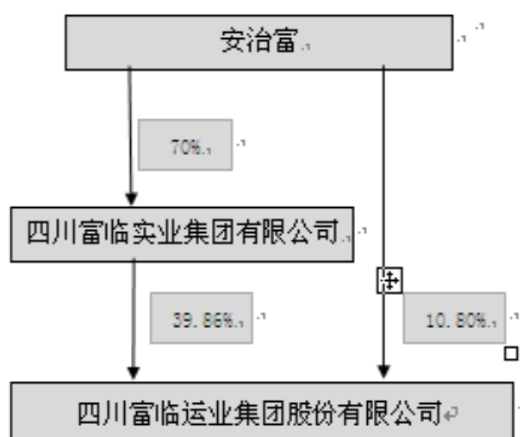 安治富
70%
四川富临实业集团有限公司
39.86%
10.80%
四川富临运业集团股份有限公司